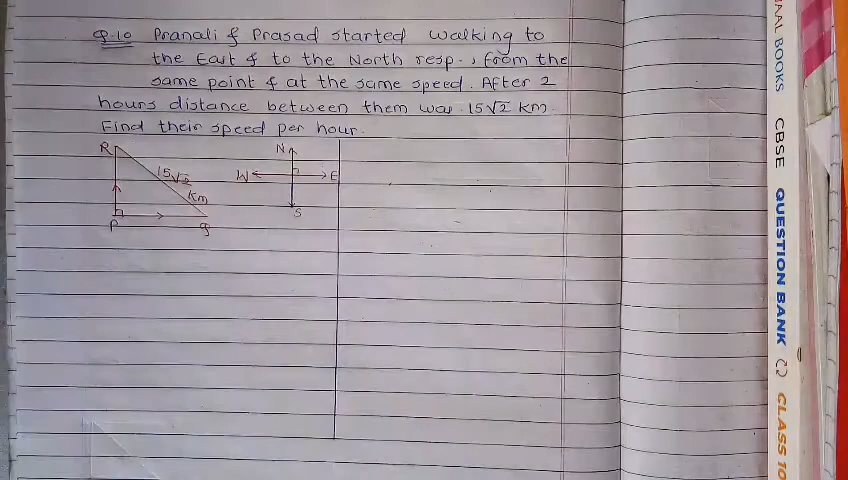 Q.10 Pranali & Prasad started walking to
the East & to the North resp., from the
same point & at the same speed. After 2
hours distance between them was 15√2 km.
Find their speed per hour.
R
15√2
km
P
Q
N
W
E
S
NAAL BOOKS CBSE QUESTION BANK CLASS 10